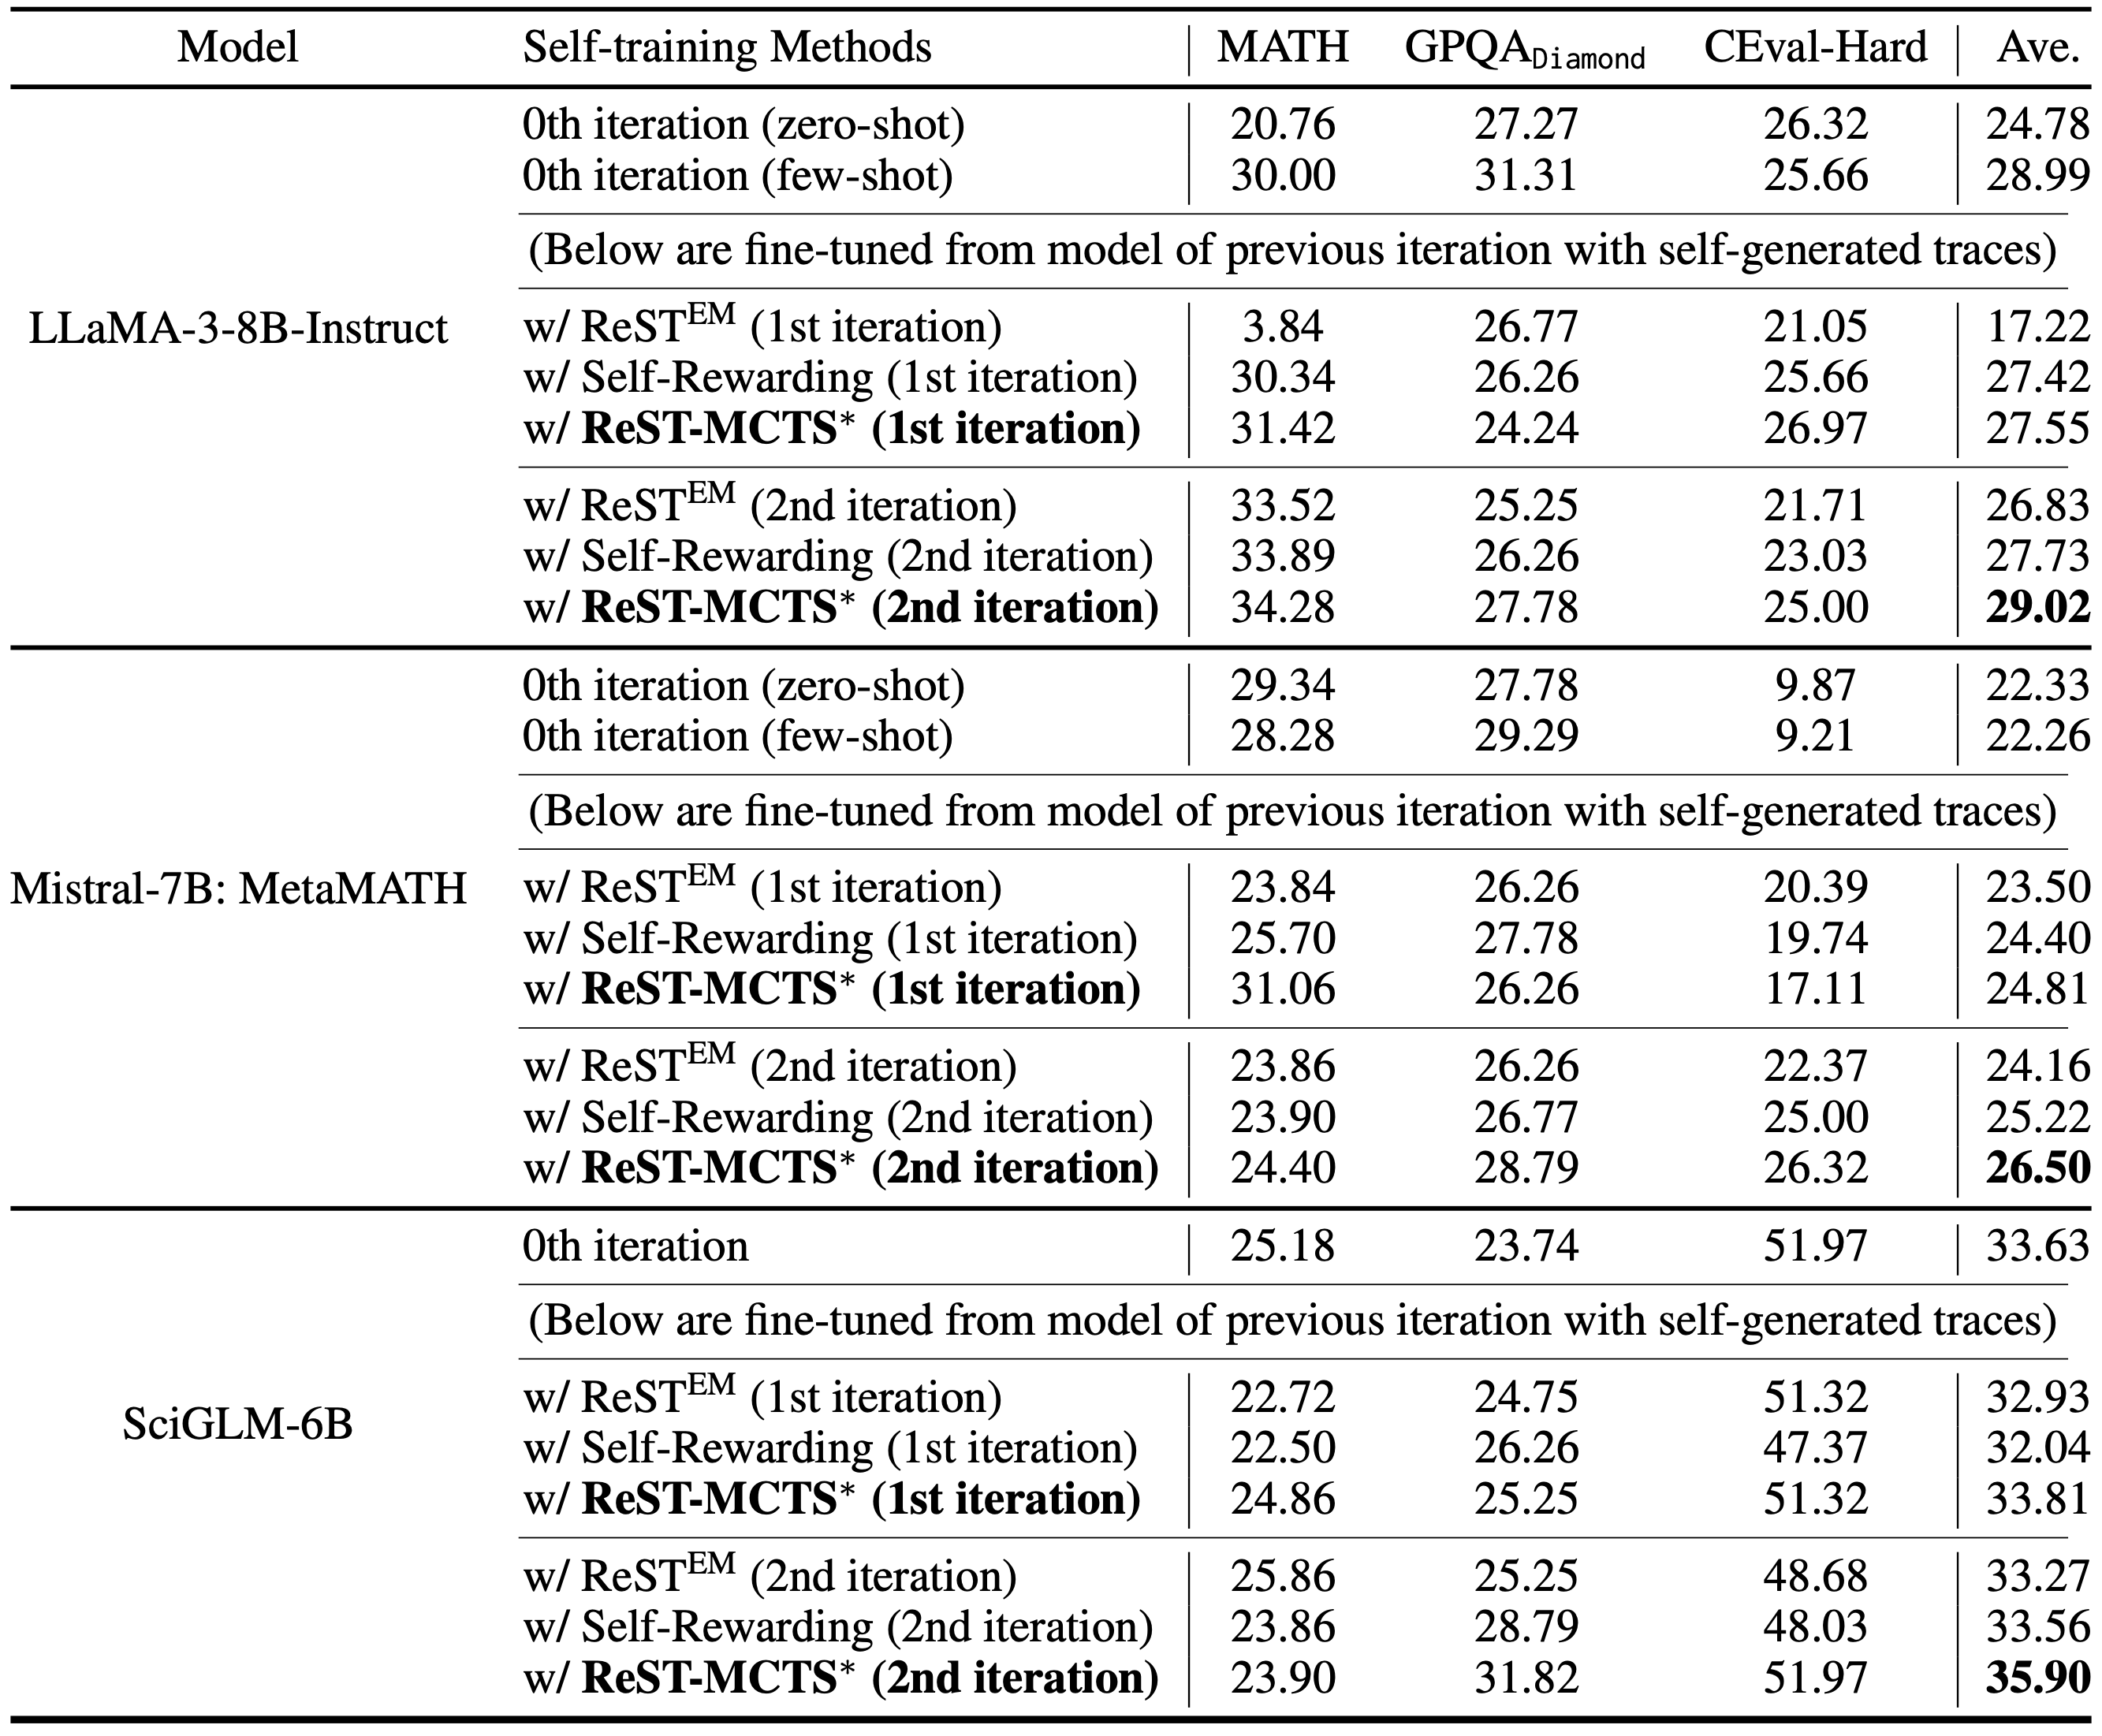 Model Self-training Methods MATH GPQA Diamond CEval-Hard Ave.
0th iteration (zero-shot) 20.76 27.27 26.32 24.78
0th iteration (few-shot) 30.00 31.31 25.66 28.99
(Below are fine-tuned from model of previous iteration with self-generated traces)
LLaMA-3-8B-Instruct w/ ReST^EM (1st iteration) 3.84 26.77 21.05 17.22
w/ Self-Rewarding (1st iteration) 30.34 26.26 25.66 27.42
w/ ReST-MCTS* (1st iteration) 31.42 24.24 26.97 27.55
w/ ReST^EM (2nd iteration) 33.52 25.25 21.71 26.83
w/ Self-Rewarding (2nd iteration) 33.89 26.26 23.03 27.73
w/ ReST-MCTS* (2nd iteration) 34.28 27.78 25.00 29.02
0th iteration (zero-shot) 29.34 27.78 9.87 22.33
0th iteration (few-shot) 28.28 29.29 9.21 22.26
(Below are fine-tuned from model of previous iteration with self-generated traces)
Mistral-7B: MetaMATH w/ ReST^EM (1st iteration) 23.84 26.26 20.39 23.50
w/ Self-Rewarding (1st iteration) 25.70 27.78 19.74 24.40
w/ ReST-MCTS* (1st iteration) 31.06 26.26 17.11 24.81
w/ ReST^EM (2nd iteration) 23.86 26.26 22.37 24.16
w/ Self-Rewarding (2nd iteration) 23.90 26.77 25.00 25.22
w/ ReST-MCTS* (2nd iteration) 24.40 28.79 26.32 26.50
0th iteration 25.18 23.74 51.97 33.63
(Below are fine-tuned from model of previous iteration with self-generated traces)
SciGLM-6B w/ ReST^EM (1st iteration) 22.72 24.75 51.32 32.93
w/ Self-Rewarding (1st iteration) 22.50 26.26 47.37 32.04
w/ ReST-MCTS* (1st iteration) 24.86 25.25 51.32 33.81
w/ ReST^EM (2nd iteration) 25.86 25.25 48.68 33.27
w/ Self-Rewarding (2nd iteration) 23.86 28.79 48.03 33.56
w/ ReST-MCTS* (2nd iteration) 23.90 31.82 51.97 35.90